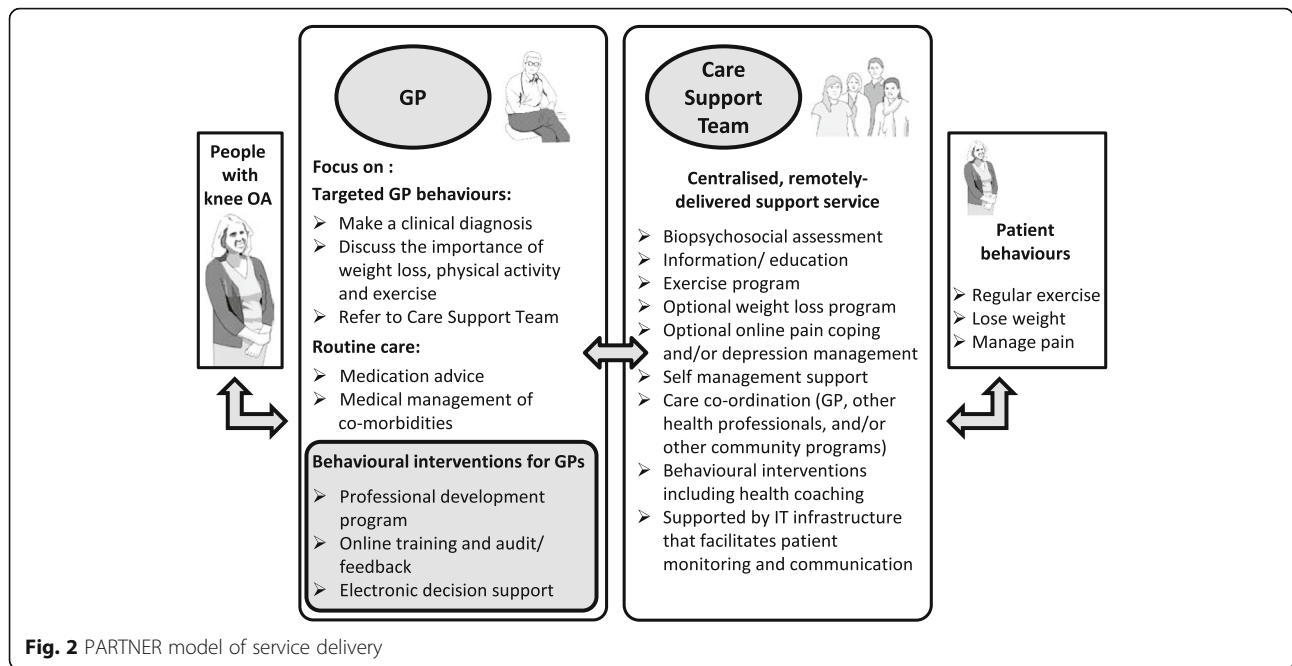 People
with
knee OA
GP
Focus on :
Targeted GP behaviours:
➢ Make a clinical diagnosis
➢ Discuss the importance of
weight loss, physical activity
and exercise
➢ Refer to Care Support Team
Routine care:
➢ Medication advice
➢ Medical management of
co-morbidities
Behavioural interventions for GPs
➢ Professional development
program
➢ Online training and audit/
feedback
➢ Electronic decision support
Care
Support
Team
Centralised, remotely-
delivered support service
➢ Biopsychosocial assessment
➢ Information/ education
➢ Exercise program
➢ Optional weight loss program
➢ Optional online pain coping
and/or depression management
➢ Self management support
➢ Care co-ordination (GP, other
health professionals, and/or
other community programs)
➢ Behavioural interventions
including health coaching
➢ Supported by IT infrastructure
that facilitates patient
monitoring and communication
Patient
behaviours
➢ Regular exercise
➢ Lose weight
➢ Manage pain
Fig. 2 PARTNER model of service delivery